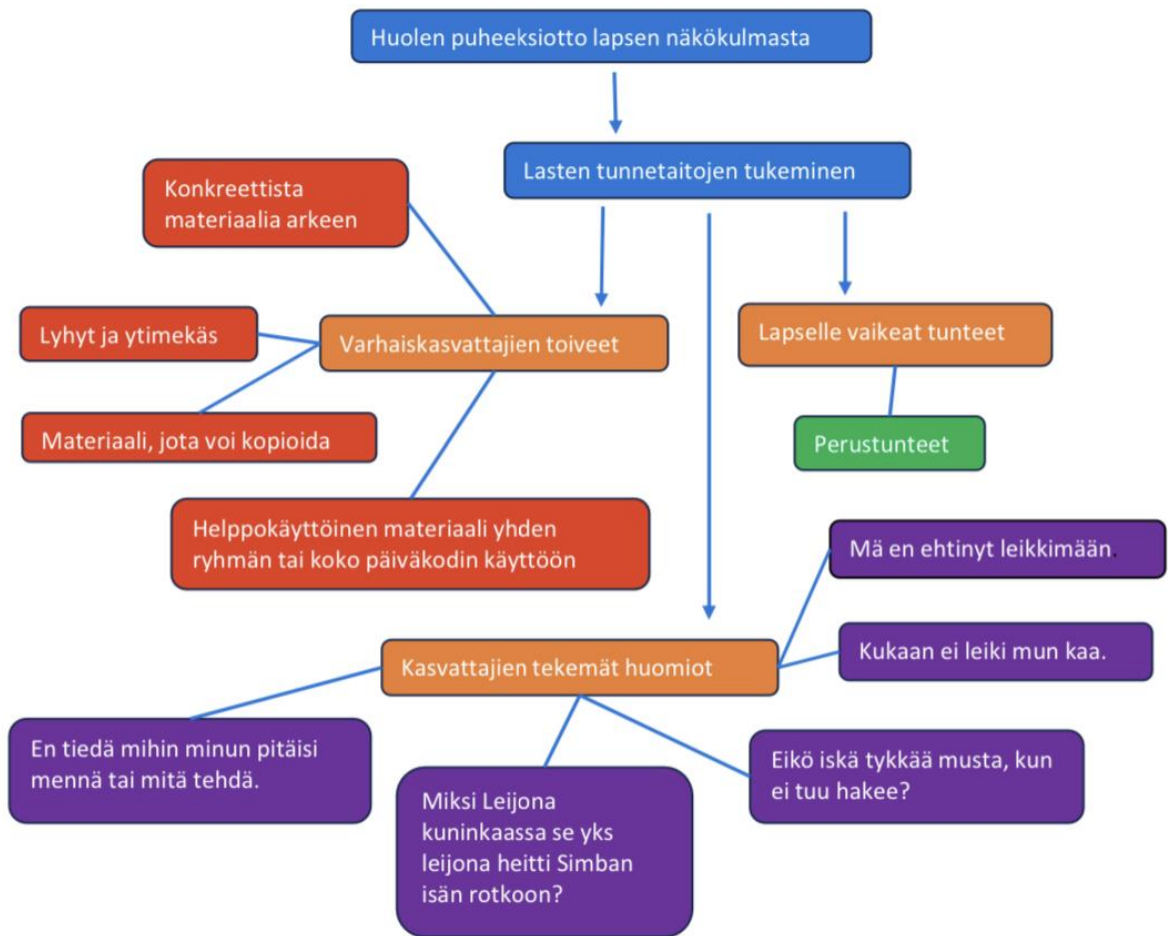 Huolen puheeksiotto lapsen näkökulmasta
Lasten tunnetaitojen tukeminen
Konkreettista
materiaalia arkeen
Lyhyt ja ytimekäs
Varhaiskasvattajien toiveet
Lapselle vaikeat tunteet
Materiaali, jota voi kopioida
Perustunteet
Helppokäyttöinen materiaali yhden
ryhmän tai koko päiväkodin käyttöön
Mä en ehtinyt leikkimään.
Kasvattajien tekemät huomiot
Kukaan ei leiki mun kaa.
En tiedä mihin minun pitäisi
mennä tai mitä tehdä.
Miksi Leijona
kuninkaassa se yks
leijona heitti Simban
isän rotkoon?
Eikö iskä tykkää musta, kun
ei tuu hakee?